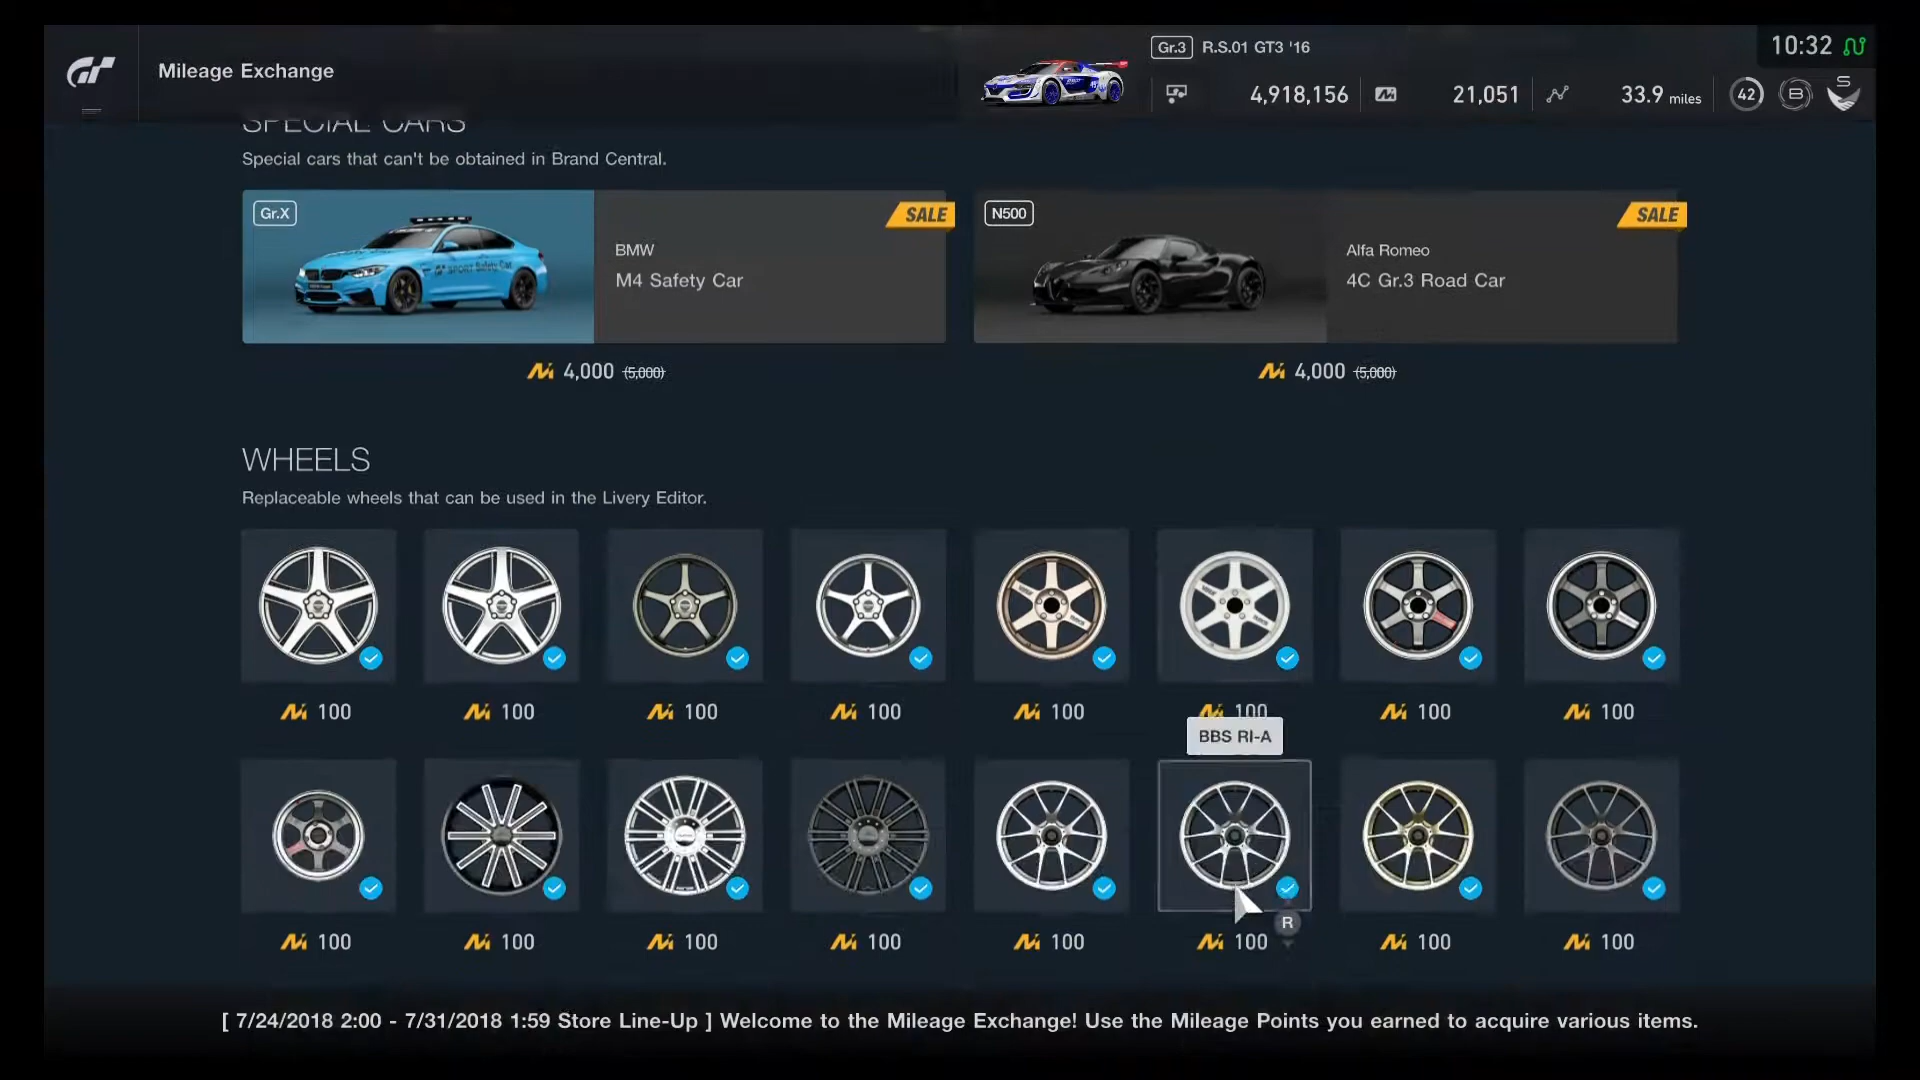 Mileage Exchange
Gr.3 R.S.01 GT3 '16
10:32
4,918,156
21,051
33.9 miles
42
B
S
SPECIAL CARS
Special cars that can't be obtained in Brand Central.
Gr.X
SPORT Safety Car
BMW
M4 Safety Car
SALE
N500
Alfa Romeo
4C Gr.3 Road Car
SALE
4,000 (5,000)
4,000 (5,000)
WHEELS
Replaceable wheels that can be used in the Livery Editor.
100 100 100 100 100 100 100 100
BBS RI-A
R
100 100 100 100 100 100 100 100
[ 7/24/2018 2:00 - 7/31/2018 1:59 Store Line-Up ] Welcome to the Mileage Exchange! Use the Mileage Points you earned to acquire various items.